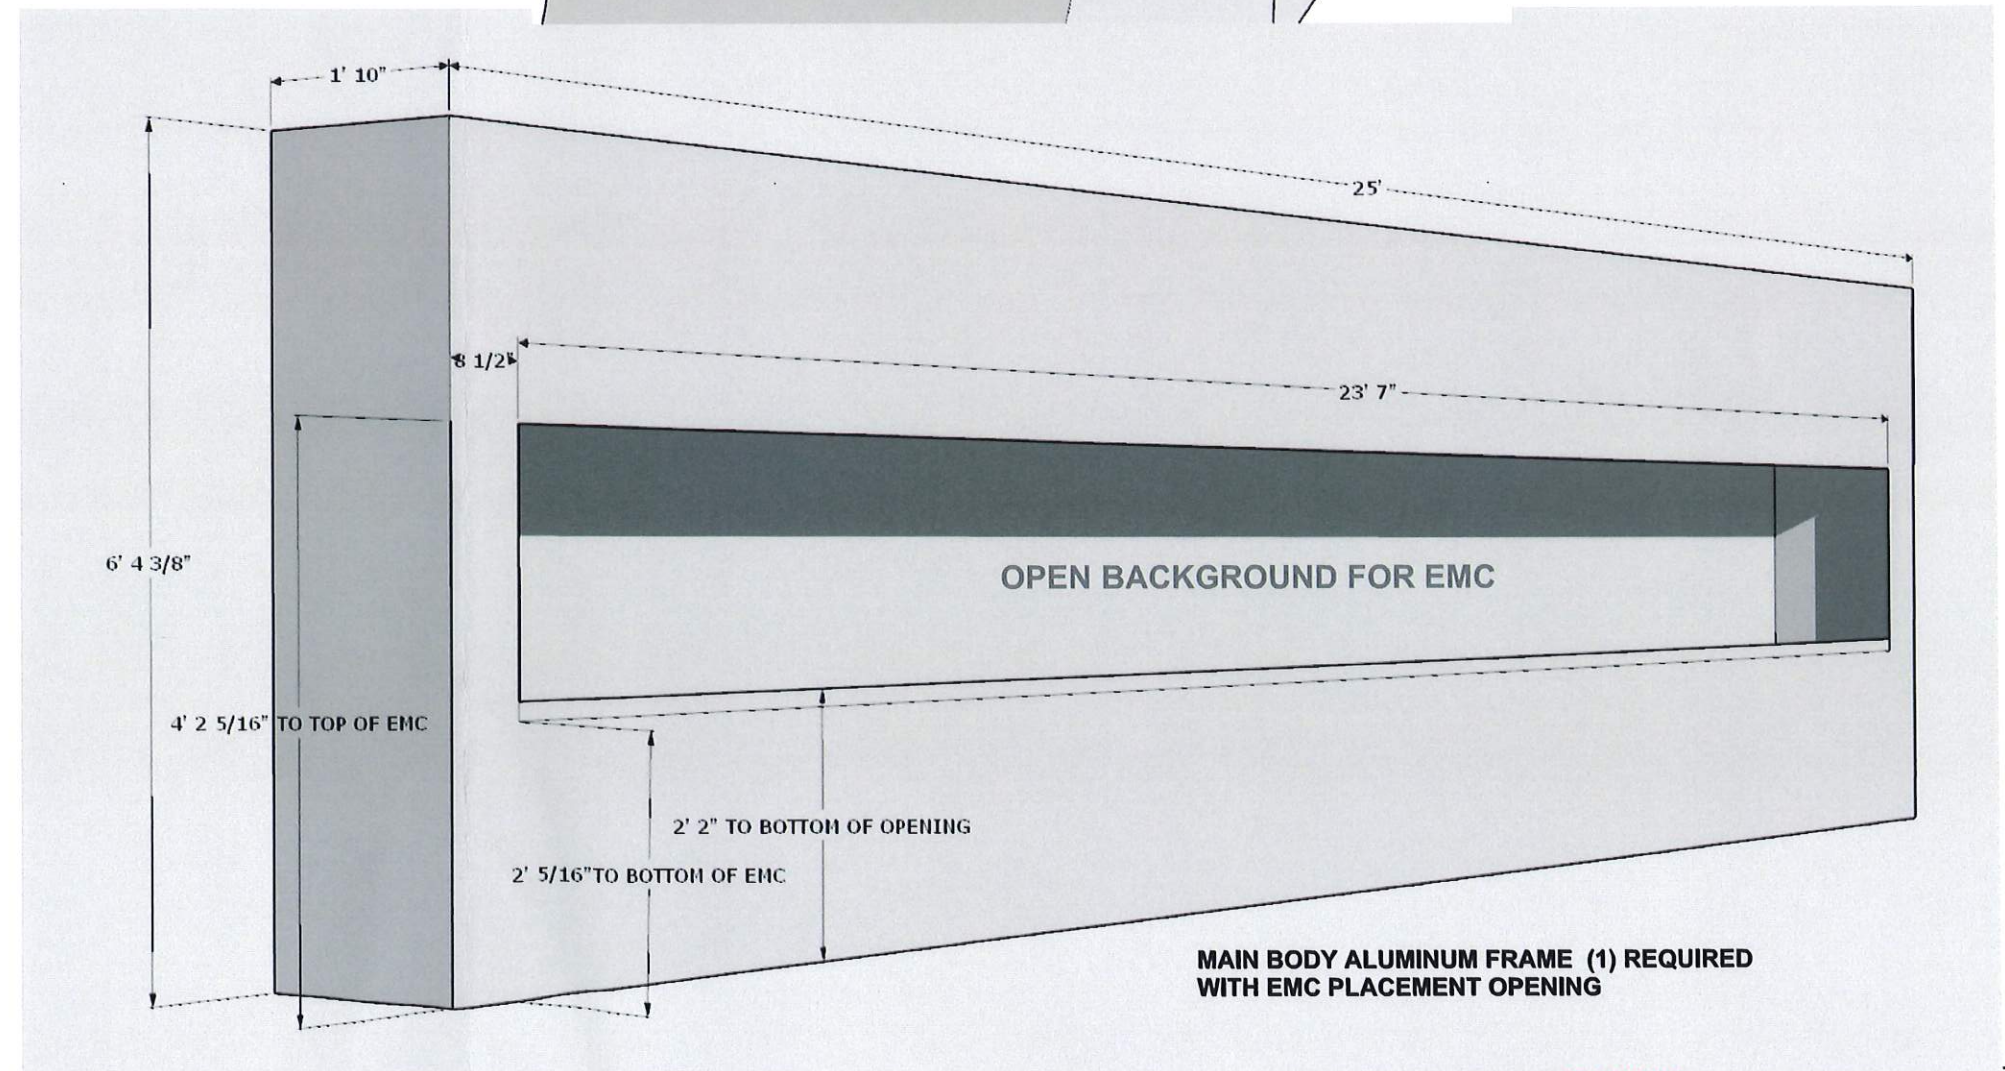 1' 10"
25'
8 1/2"
23' 7"
6' 4 3/8"
OPEN BACKGROUND FOR EMC
4' 2 5/16" TO TOP OF EMC
2' 2" TO BOTTOM OF OPENING
2' 5/16"TO BOTTOM OF EMC
MAIN BODY ALUMINUM FRAME (1) REQUIRED
WITH EMC PLACEMENT OPENING